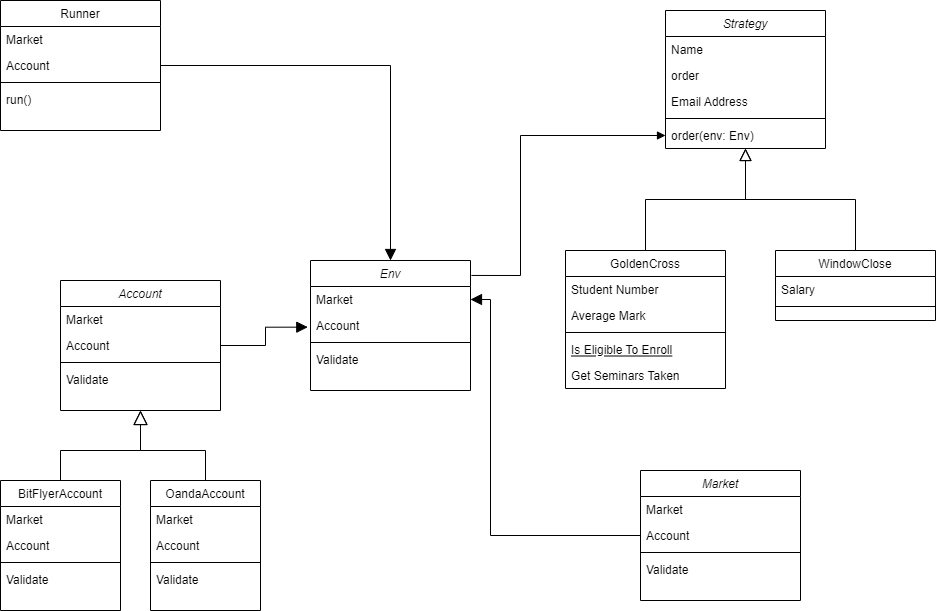 Runner
Market
Account
run()
Strategy
Name
order
Email Address
order(env: Env)
Env
Market
Account
Validate
GoldenCross
Student Number
Average Mark
Is Eligible To Enroll
Get Seminars Taken
WindowClose
Salary
Account
Market
Account
Validate
BitFlyerAccount
Market
Account
Validate
OandaAccount
Market
Account
Validate
Market
Market
Account
Validate